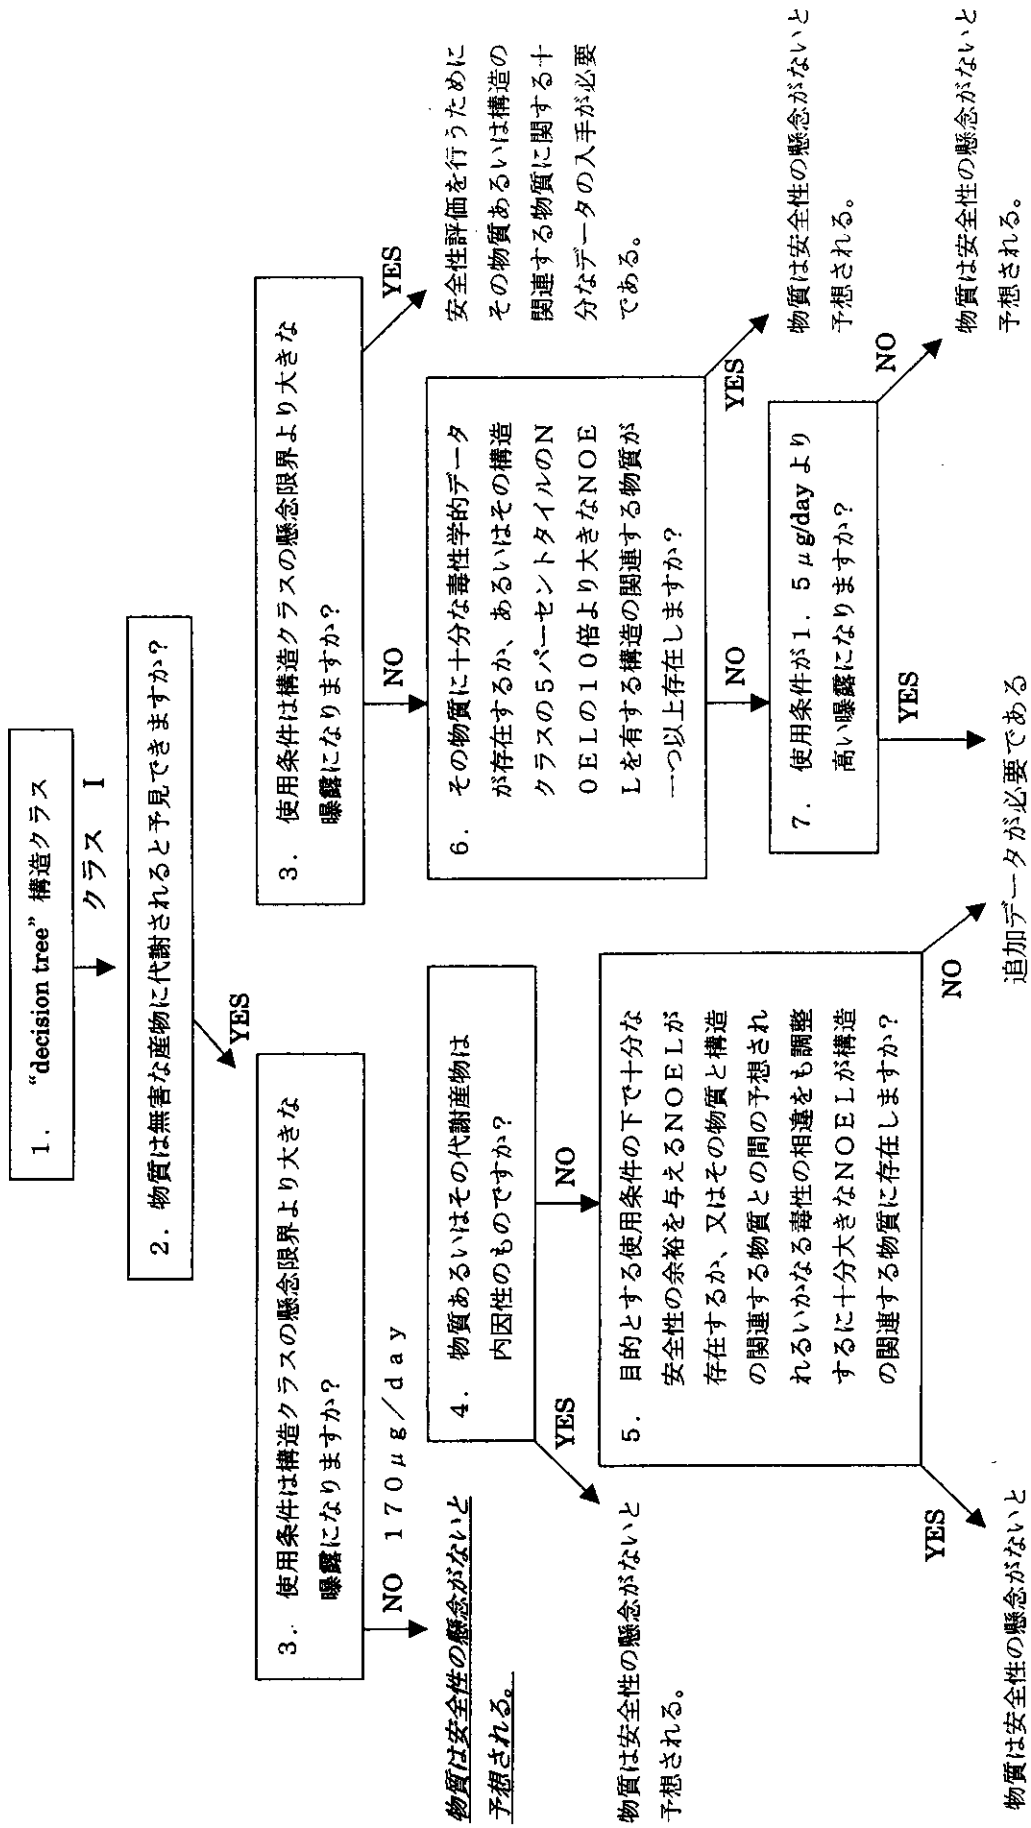 1． “decision tree” 構造クラス
クラス　I
2．物質は無害な産物に代謝されると予見できますか？
YES
3．使用条件は構造クラスの懸念限界より大きな
曝露になりますか？
NO　170μg／day
物質は安全性の懸念がないと
予想される。
4．物質あるいはその代謝産物は
内因性のものですか？
YES
物質は安全性の懸念がないと
予想される。
NO
5．目的とする使用条件の下で十分な
安全性の余裕を与えるNOELが
存在するか、又はその物質と構造
の関連する物質との間の予想され
れるいかなる毒性の相違をも調整
するに十分大きなNOELが構造
の関連する物質に存在しますか？
YES
物質は安全性の懸念がないと
NO
追加データが必要である
3．使用条件は構造クラスの懸念限界より大きな
曝露になりますか？
YES
安全性評価を行うために
その物質あるいは構造の
関連する物質に関する十
分なデータの入手が必要
である。
NO
6．その物質に十分な毒性学的データ
が存在するか、あるいはその構造
クラスの5パーセントタイルのN
OELの10倍より大きなNOE
Lを有する構造の関連する物質が
一つ以上存在しますか？
YES
物質は安全性の懸念がないと
予想される。
NO
7．使用条件が1．5μg/dayより
高い曝露になりますか？
NO
物質は安全性の懸念がないと
予想される。
YES